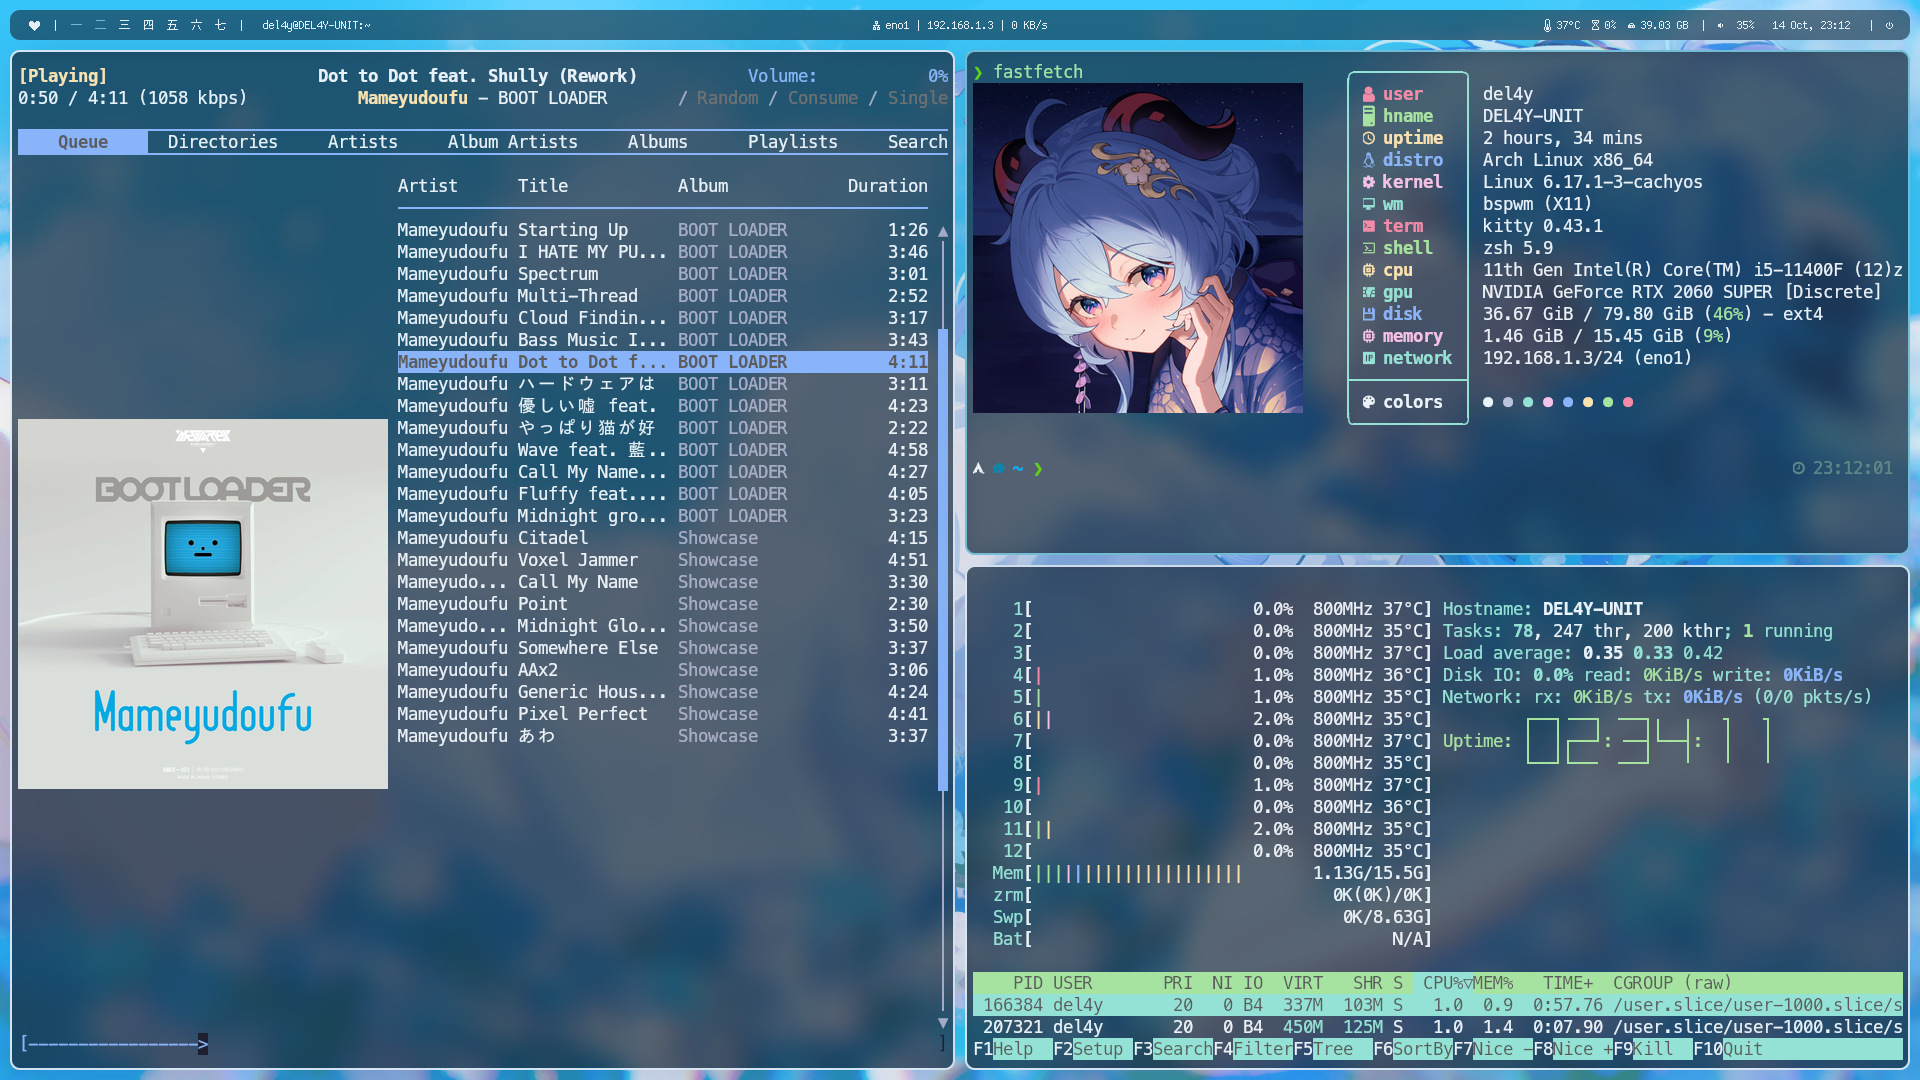 | 一 二 三 四 五 六 七 | del4y@DEL4Y-UNIT:~
eno1 | 192.168.1.3 | 0 KB/s
37°C 0% 39.03 GB | 35% 14 Oct, 23:12 |
[Playing] Dot to Dot feat. Shully (Rework) Volume: 0%
0:50 / 4:11 (1058 kbps) Mameyudoufu - BOOT LOADER / Random / Consume / Single
Queue Directories Artists Album Artists Albums Playlists Search
Artist Title Album Duration
Mameyudoufu Starting Up BOOT LOADER 1:26
Mameyudoufu I HATE MY PU... BOOT LOADER 3:46
Mameyudoufu Spectrum BOOT LOADER 3:01
Mameyudoufu Multi-Thread BOOT LOADER 2:52
Mameyudoufu Cloud Findin... BOOT LOADER 3:17
Mameyudoufu Bass Music I... BOOT LOADER 3:43
Mameyudoufu Dot to Dot f... BOOT LOADER 4:11
Mameyudoufu ハードウェアは BOOT LOADER 3:11
Mameyudoufu 優しい嘘 feat. BOOT LOADER 4:23
Mameyudoufu やっぱり猫が好 BOOT LOADER 2:22
Mameyudoufu Wave feat. 藍.. BOOT LOADER 4:58
Mameyudoufu Call My Name... BOOT LOADER 4:27
Mameyudoufu Fluffy feat.... BOOT LOADER 4:05
Mameyudoufu Midnight gro... BOOT LOADER 3:23
Mameyudoufu Citadel Showcase 4:15
Mameyudoufu Voxel Jammer Showcase 4:51
Mameyudo... Call My Name Showcase 3:30
Mameyudoufu Point Showcase 2:30
Mameyudo... Midnight Glo... Showcase 3:50
Mameyudoufu Somewhere Else Showcase 3:37
Mameyudoufu AAx2 Showcase 3:06
Mameyudoufu Generic Hous... Showcase 4:24
Mameyudoufu Pixel Perfect Showcase 4:41
Mameyudoufu あわ Showcase 3:37
BOOT LOADER
Mameyudoufu
[-----------------> ]
❯ fastfetch
user del4y
hname DEL4Y-UNIT
uptime 2 hours, 34 mins
distro Arch Linux x86_64
kernel Linux 6.17.1-3-cachyos
wm bspwm (X11)
term kitty 0.43.1
shell zsh 5.9
cpu 11th Gen Intel(R) Core(TM) i5-11400F (12)z
gpu NVIDIA GeForce RTX 2060 SUPER [Discrete]
disk 36.67 GiB / 79.80 GiB (46%) - ext4
memory 1.46 GiB / 15.45 GiB (9%)
network 192.168.1.3/24 (eno1)
colors
~ ❯ 23:12:01
1[ 0.0% 800MHz 37°C] Hostname: DEL4Y-UNIT
2[ 0.0% 800MHz 35°C] Tasks: 78, 247 thr, 200 kthr; 1 running
3[ 0.0% 800MHz 37°C] Load average: 0.35 0.33 0.42
4[| 1.0% 800MHz 36°C] Disk IO: 0.0% read: 0KiB/s write: 0KiB/s
5[| 1.0% 800MHz 35°C] Network: rx: 0KiB/s tx: 0KiB/s (0/0 pkts/s)
6[|| 2.0% 800MHz 35°C]
7[ 0.0% 800MHz 37°C] Uptime: 02:34:11
8[ 0.0% 800MHz 35°C]
9[| 1.0% 800MHz 37°C]
10[ 0.0% 800MHz 36°C]
11[|| 2.0% 800MHz 35°C]
12[ 0.0% 800MHz 35°C]
Mem[||||||||||||||||||||| 1.13G/15.5G]
zrm[ 0K(0K)/0K]
Swp[ 0K/8.63G]
Bat[ N/A]
PID USER PRI NI IO VIRT SHR S CPU%▽MEM% TIME+ CGROUP (raw)
166384 del4y 20 0 B4 337M 103M S 1.0 0.9 0:57.76 /user.slice/user-1000.slice/s
207321 del4y 20 0 B4 450M 125M S 1.0 1.4 0:07.90 /user.slice/user-1000.slice/s
F1Help F2Setup F3SearchF4FilterF5Tree F6SortByF7Nice -F8Nice +F9Kill F10Quit